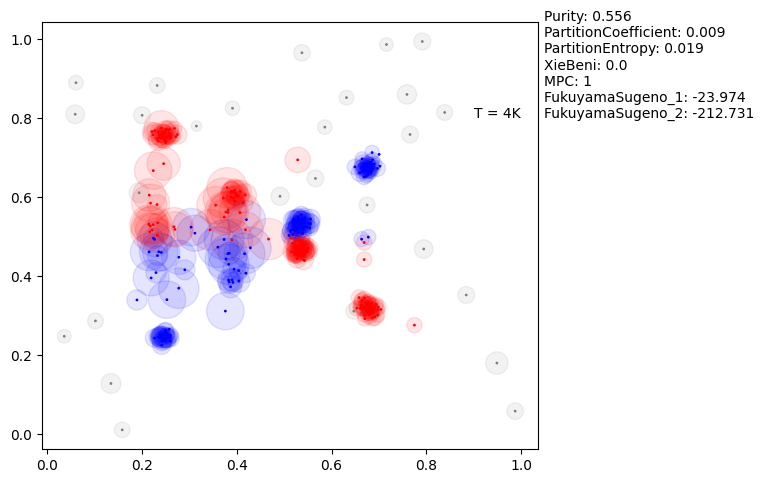 Purity: 0.556
PartitionCoefficient: 0.009
PartitionEntropy: 0.019
XieBeni: 0.0
MPC: 1
FukuyamaSugeno_1: -23.974
FukuyamaSugeno_2: -212.731
T = 4K
1.0
0.8
0.6
0.4
0.2
0.0
0.0 0.2 0.4 0.6 0.8 1.0